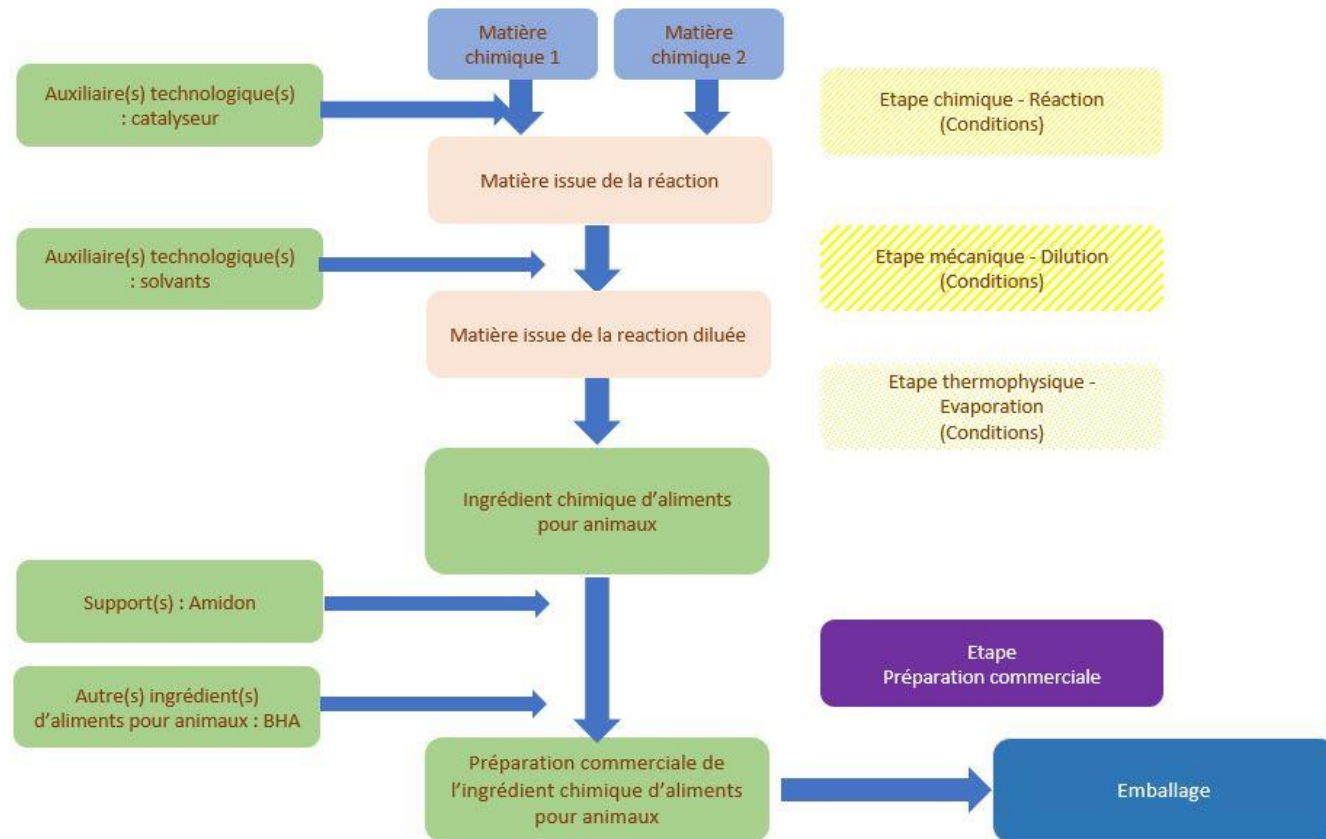 Matière
chimique 1
Matière
chimique 2
Auxiliaire(s) technologique(s)
: catalyseur
Etape chimique - Réaction
(Conditions)
Matière issue de la réaction
Auxiliaire(s) technologique(s)
: solvants
Etape mécanique - Dilution
(Conditions)
Matière issue de la reaction diluée
Etape thermophysique -
Evaporation
(Conditions)
Ingrédient chimique d’aliments
pour animaux
Support(s) : Amidon
Etape
Préparation commerciale
Autre(s) ingrédient(s)
d’aliments pour animaux : BHA
Préparation commerciale de
l’ingrédient chimique d’aliments
pour animaux
Emballage